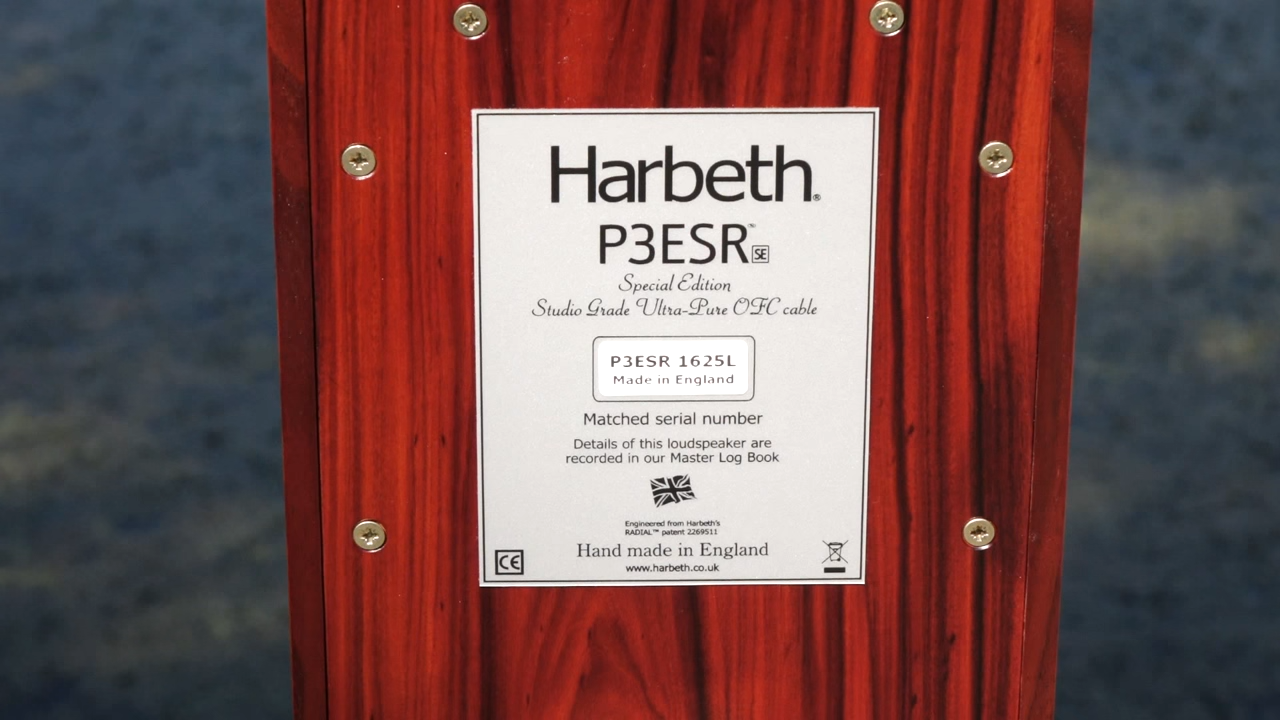 Harbeth®
P3ESR™ SE
Special Edition
Studio Grade Ultra-Pure OFC cable
P3ESR 1625L
Made in England
Matched serial number
Details of this loudspeaker are
recorded in our Master Log Book
Engineered from Harbeth's
RADIAL™ patent 2269511
Hand made in England
CE
www.harbeth.co.uk